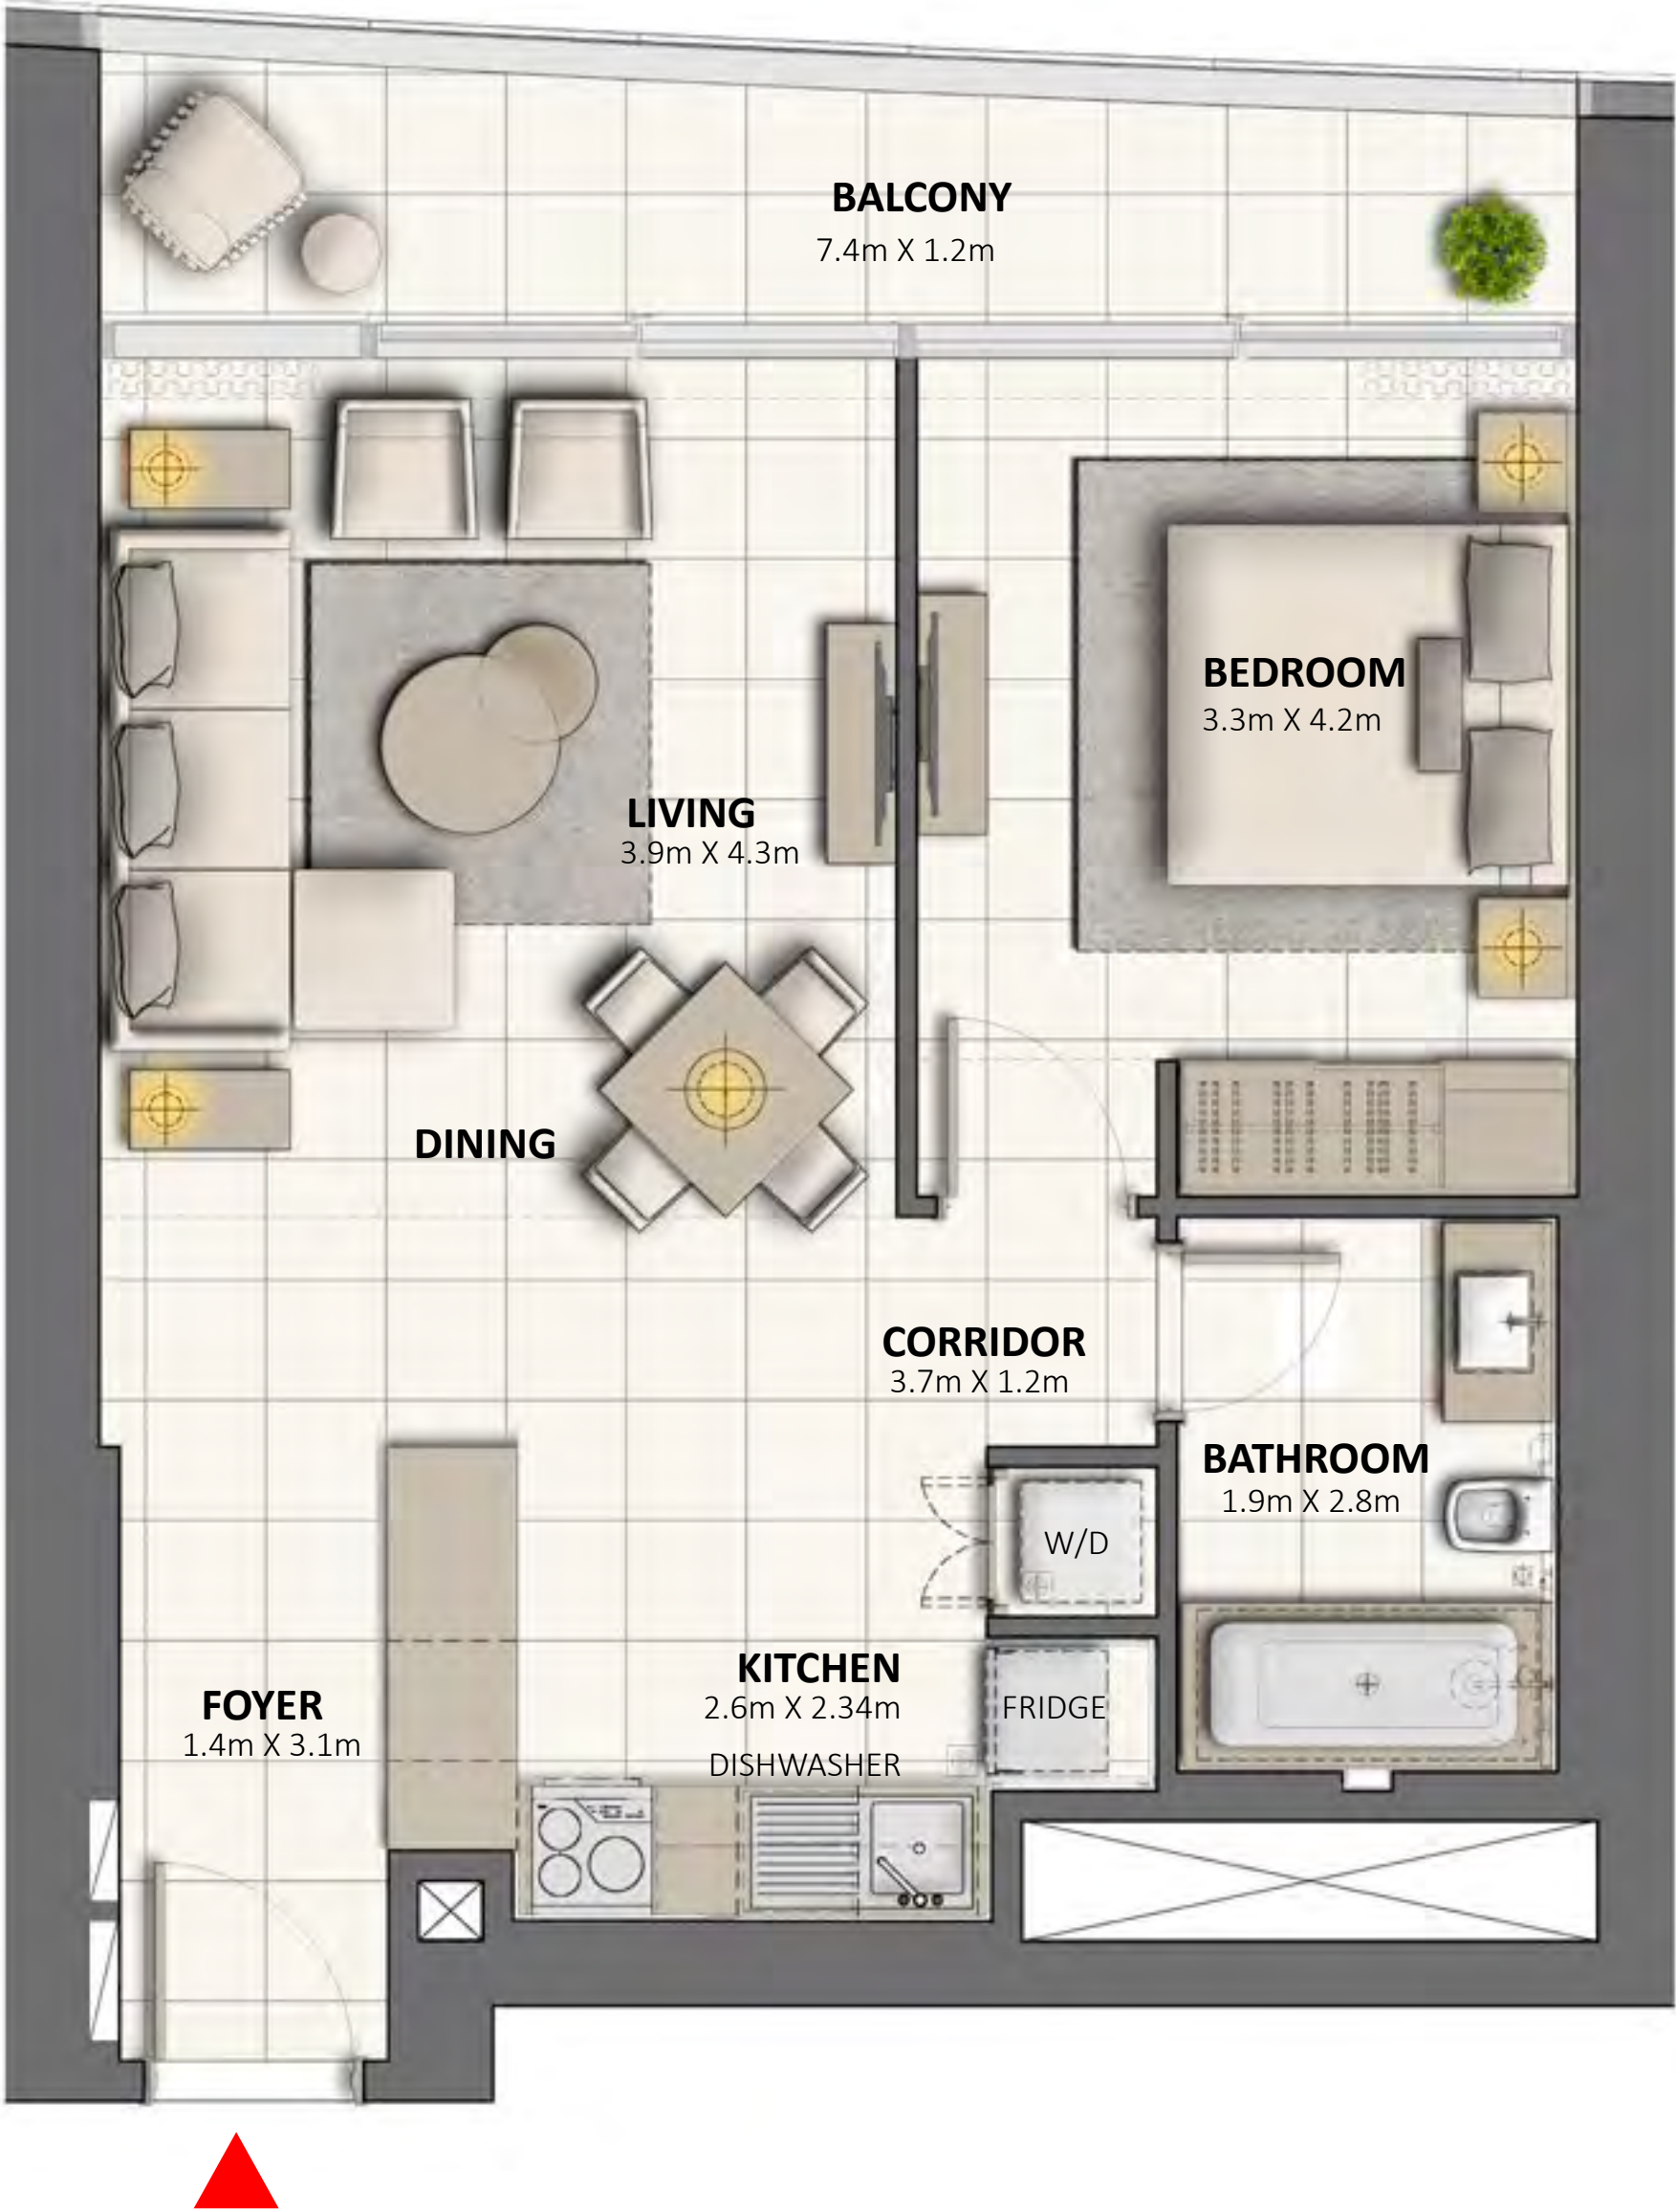 BALCONY
7.4m X 1.2m
BEDROOM
3.3m X 4.2m
LIVING
3.9m X 4.3m
DINING
CORRIDOR
3.7m X 1.2m
BATHROOM
1.9m X 2.8m
W/D
KITCHEN
2.6m X 2.34m
DISHWASHER
FRIDGE
FOYER
1.4m X 3.1m